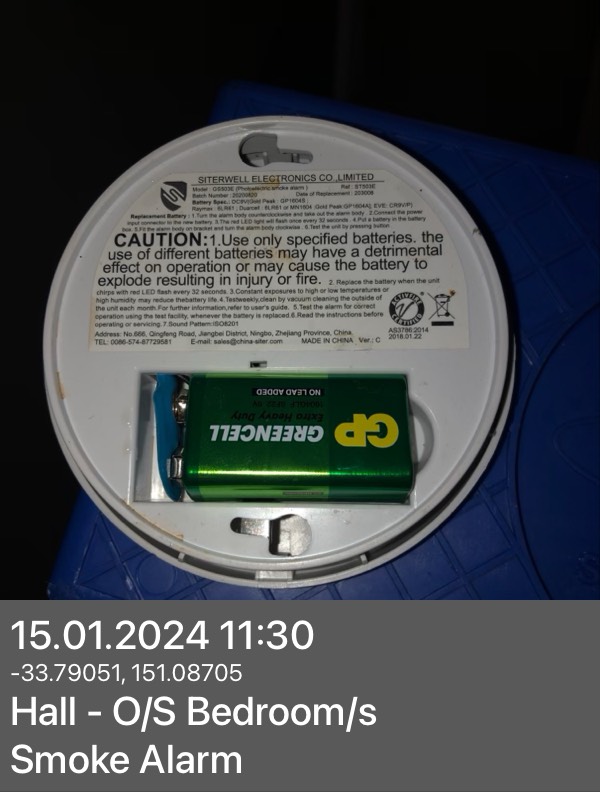 SITERWELL ELECTRONICS CO.,LIMITED
Model : GS503E (Photoelectric smoke alarm) Ref : ST503E
Batch Number : 20200820 Date of Replacement : 203008
Battery Spec.: DC9V(Gold Peak : GP1604S ;
Raymax : 6LR61 ; Duarcel : 6LR61 or MN1604 ;Gold Peak:GP1604A; EVE: CR9V/P)
Replacement Battery : 1.Turn the alarm body counterclockwise and take out the alarm body 2.Connect the power
input connector to the new battery. 3.The red LED light will flash once every 32 seconds 4.Put a battery in the battery
box. 5.Fit the alarm body on bracket and turn the alarm body clockwise . 6.Test the unit by pressing button.
CAUTION:1.Use only specified batteries. the
use of different batteries may have a detrimental
effect on operation or may cause the battery to
explode resulting in injury or fire. 2. Replace the battery when the unit
chirps with red LED flash every 32 seconds. 3.Constant exposures to high or low temperatures or
high humidity may reduce thebattery life. 4.Testweekly,clean by vacuum cleaning the outside of
the unit each month.For further information,refer to user's guide. 5.Test the alarm for correct
operation using the test facility, whenever the battery is replaced.6.Read the instructions before
operating or servicing.7.Sound Pattern:ISO8201
Address: No.666, Qingfeng Road, Jiangbei District, Ningbo, Zhejiang Province, China.
TEL: 0086-574-87729581 E-mail: sales@china-siter.com MADE IN CHINA Ver.: C
AS3786:2014
2018.01.22
GP
GREENCELL
Extra Heavy Duty
NO LEAD ADDED
15.01.2024 11:30
-33.79051, 151.08705
Hall - O/S Bedroom/s
Smoke Alarm